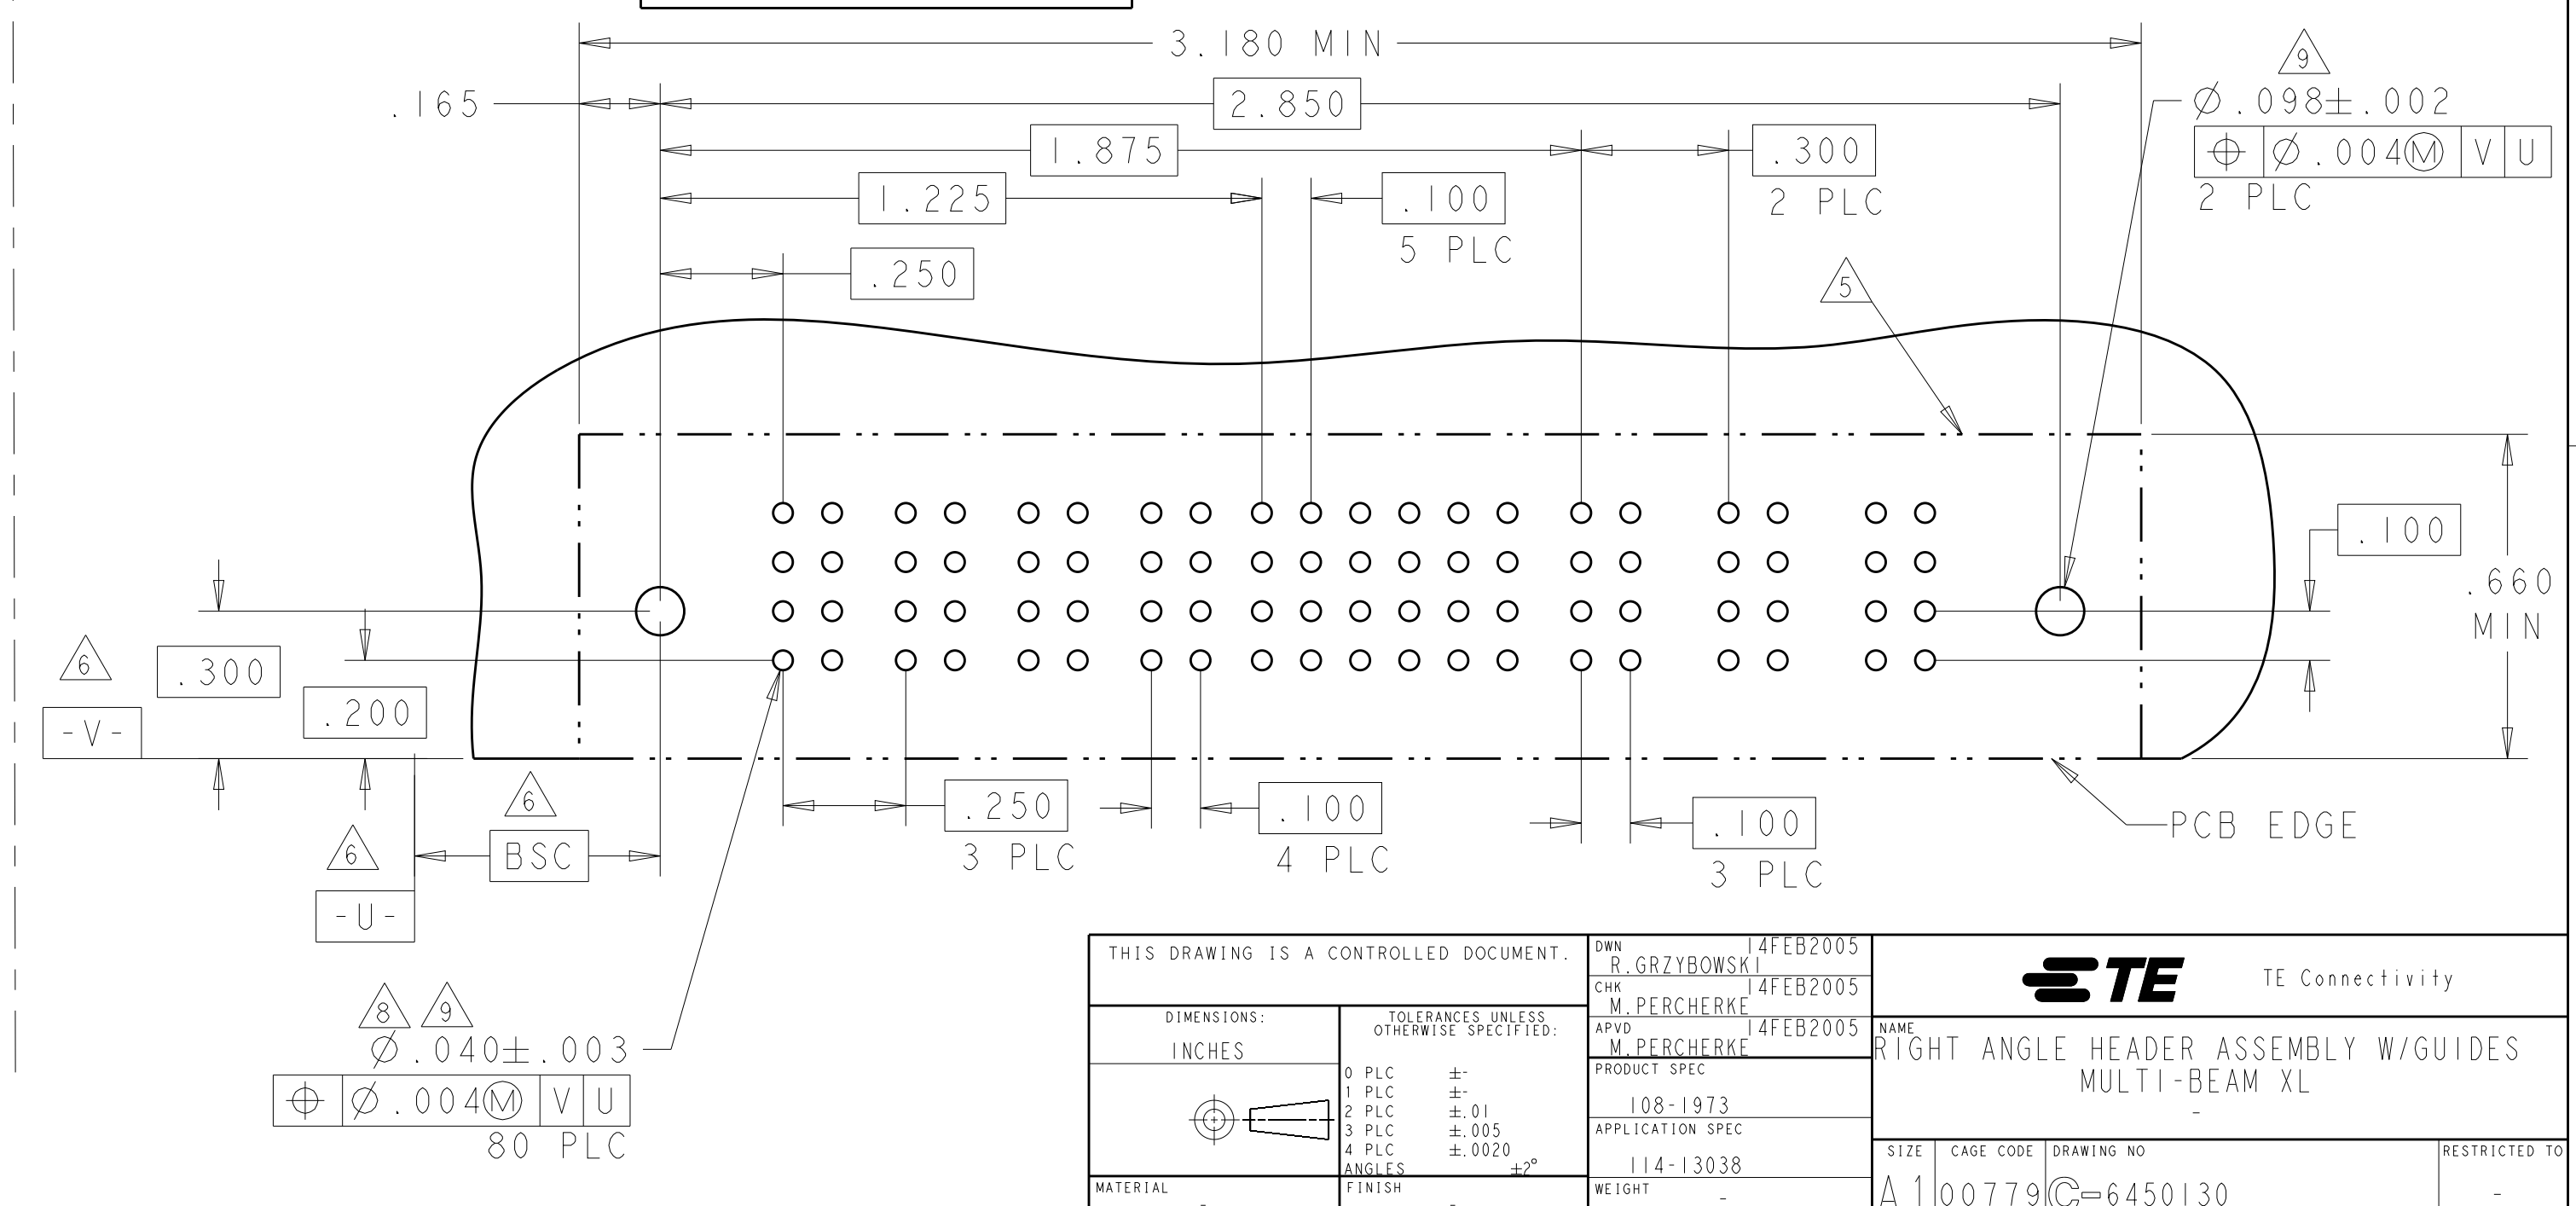 3.180 MIN
.165
2.850
9
Ø.098±.002
⌖ Ø.004Ⓜ V U
2 PLC
1.875
.300
2 PLC
1.225
.100
5 PLC
.250
5
.100
.660
MIN
6
.300
.200
-V-
6
.250
3 PLC
.100
4 PLC
.100
3 PLC
PCB EDGE
6
BSC
-U-
8 9
Ø.040±.003
⌖ Ø.004Ⓜ V U
80 PLC
THIS DRAWING IS A CONTROLLED DOCUMENT.
DWN 14FEB2005
R.GRZYBOWSKI
CHK 14FEB2005
M.PERCHERKE
APVD 14FEB2005
M.PERCHERKE
TE
TE Connectivity
DIMENSIONS:
INCHES
TOLERANCES UNLESS
OTHERWISE SPECIFIED:
0 PLC ±-
1 PLC ±-
2 PLC ±.01
3 PLC ±.005
4 PLC ±.0020
ANGLES ±2°
PRODUCT SPEC
108-1973
APPLICATION SPEC
114-13038
NAME
RIGHT ANGLE HEADER ASSEMBLY W/GUIDES
MULTI-BEAM XL
-
MATERIAL
-
FINISH
-
WEIGHT -
SIZE CAGE CODE DRAWING NO RESTRICTED TO
A1 00779 C-6450130 -